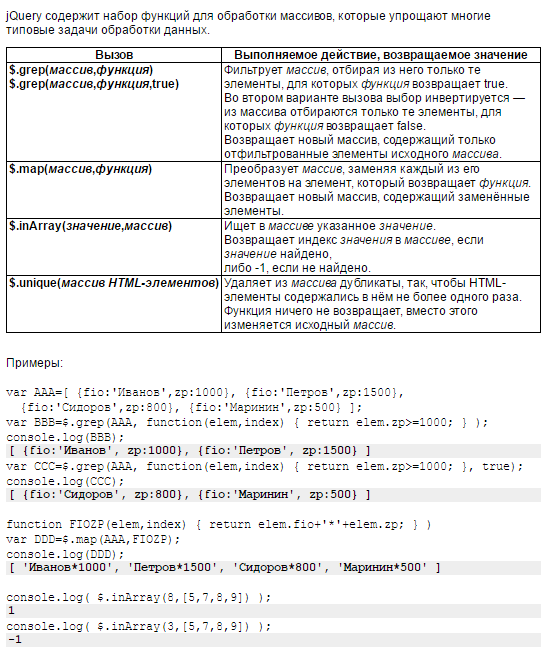 jQuery содержит набор функций для обработки массивов, которые упрощают многие
типовые задачи обработки данных.
Вызов
Выполняемое действие, возвращаемое значение
$.grep(массив,функция)
$.grep(массив,функция,true)
Фильтрует массив, отбирая из него только те
элементы, для которых функция возвращает true.
Во втором варианте вызова выбор инвертируется —
из массива отбираются только те элементы, для
которых функция возвращает false.
Возвращает новый массив, содержащий только
отфильтрованные элементы исходного массива.
$.map(массив,функция)
Преобразует массив, заменяя каждый из его
элементов на элемент, который возвращает функция.
Возвращает новый массив, содержащий заменённые
элементы.
$.inArray(значение,массив)
Ищет в массиве указанное значение.
Возвращает индекс значения в массиве, если
значение найдено,
либо -1, если не найдено.
$.unique(массив HTML-элементов)
Удаляет из массива дубликаты, так, чтобы HTML-
элементы содержались в нём не более одного раза.
Функция ничего не возвращает, вместо этого
изменяется исходный массив.
Примеры:
var AAA=[ {fio:'Иванов',zp:1000}, {fio:'Петров',zp:1500},
{fio:'Сидоров',zp:800}, {fio:'Маринин',zp:500} ];
var BBB=$.grep(AAA, function(elem,index) { return elem.zp>=1000; } );
console.log(BBB);
[ {fio:'Иванов', zp:1000}, {fio:'Петров', zp:1500} ]
var CCC=$.grep(AAA, function(elem,index) { return elem.zp>=1000; }, true);
console.log(CCC);
[ {fio:'Сидоров', zp:800}, {fio:'Маринин', zp:500} ]
function FIOZP(elem,index) { return elem.fio+'*'+elem.zp; } )
var DDD=$.map(AAA,FIOZP);
console.log(DDD);
[ 'Иванов*1000', 'Петров*1500', 'Сидоров*800', 'Маринин*500' ]
console.log( $.inArray(8,[5,7,8,9]) );
1
console.log( $.inArray(3,[5,7,8,9]) );
-1